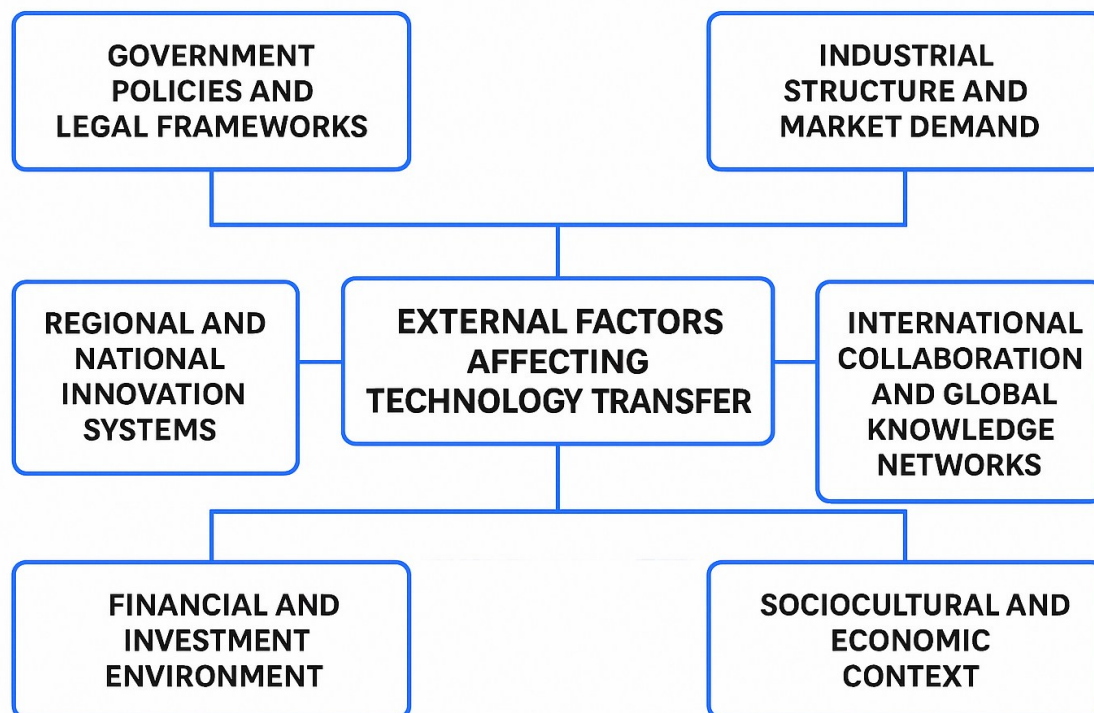 GOVERNMENT
POLICIES AND
LEGAL FRAMEWORKS
INDUSTRIAL
STRUCTURE AND
MARKET DEMAND
REGIONAL AND
NATIONAL
INNOVATION
SYSTEMS
EXTERNAL FACTORS
AFFECTING
TECHNOLOGY TRANSFER
INTERNATIONAL
COLLABORATION
AND GLOBAL
KNOWLEDGE
NETWORKS
FINANCIAL AND
INVESTMENT
ENVIRONMENT
SOCIOCULTURAL AND
ECONOMIC
CONTEXT